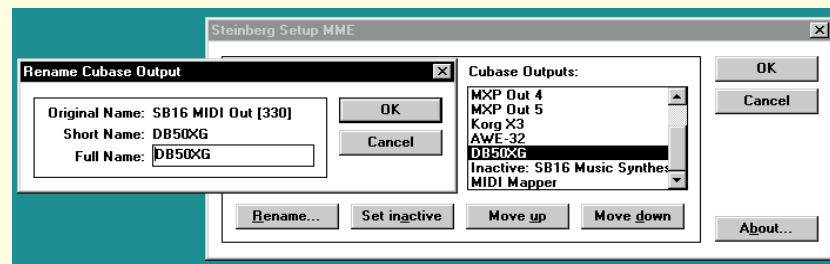 Steinberg Setup MME
Rename Cubase Output
Original Name: SB16 MIDI Out [330]
Short Name: DB50XG
Full Name: DB50XG
OK
Cancel
Cubase Outputs:
MXP Out 4
MXP Out 5
Korg X3
AWE-32
DB50XG
Inactive: SB16 Music Synthes
MIDI Mapper
OK
Cancel
Rename...
Set inactive
Move up
Move down
About...